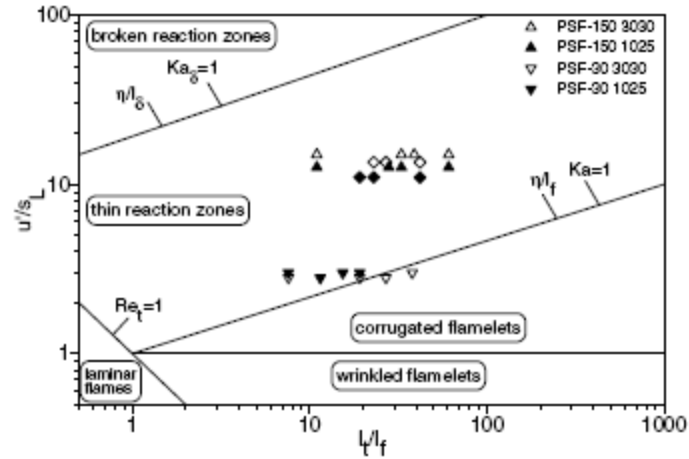 100
broken reaction zones
Ka_δ=1
η/l_δ
△ PSF-150 3030
▲ PSF-150 1025
▽ PSF-90 3030
▼ PSF-90 1025
u'/s_L
10
thin reaction zones
η/l_f
Ka=1
Re_t=1
corrugated flamelets
1
laminar flames
wrinkled flamelets
1
10
100
1000
l_t/l_f